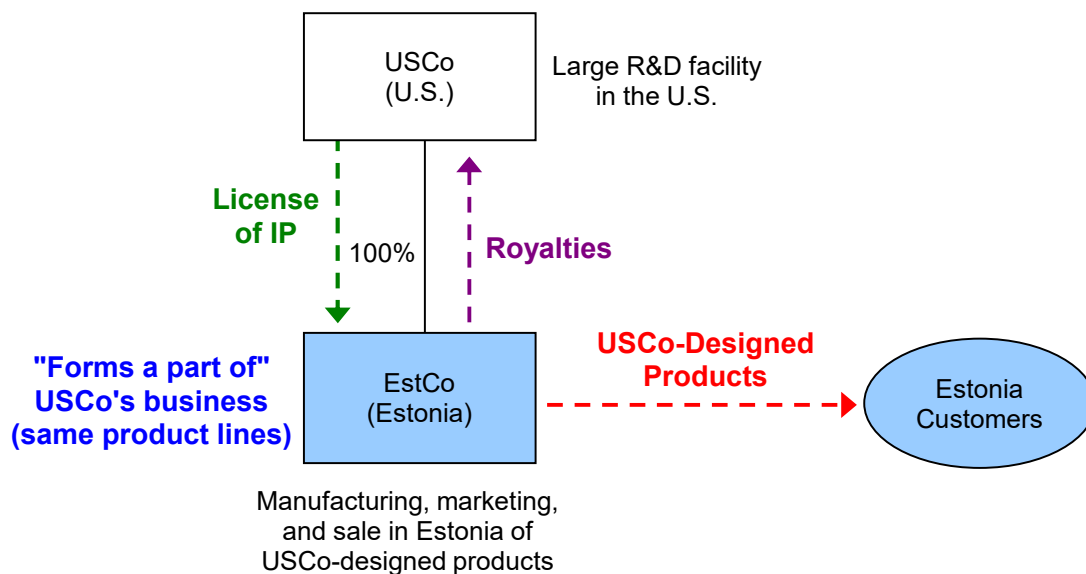 USCo
(U.S.)
Large R&D facility
in the U.S.
License
of IP
100%
Royalties
"Forms a part of"
USCo's business
(same product lines)
EstCo
(Estonia)
USCo-Designed
Products
Estonia
Customers
Manufacturing, marketing,
and sale in Estonia of
USCo-designed products